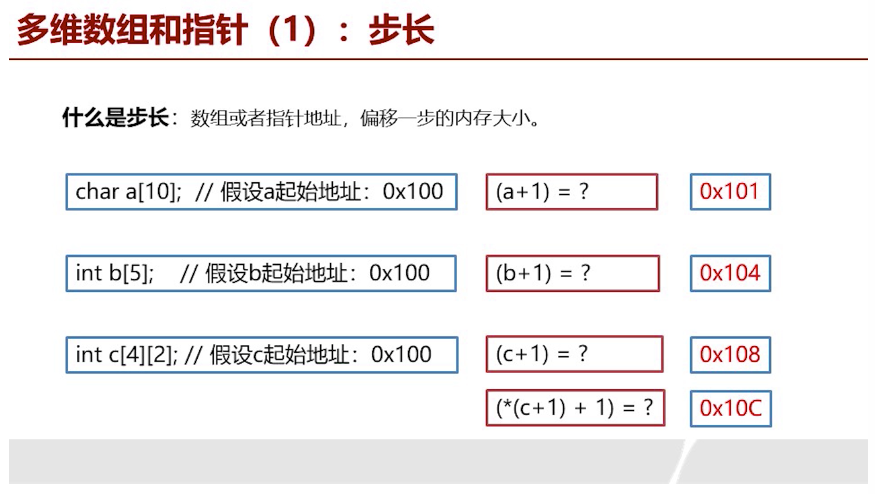 多维数组和指针（1）：步长
什么是步长：数组或者指针地址，偏移一步的内存大小。
char a[10]; // 假设a起始地址：0x100 (a+1) = ? 0x101
int b[5]; // 假设b起始地址：0x100 (b+1) = ? 0x104
int c[4][2]; // 假设c起始地址：0x100 (c+1) = ? 0x108
(*(c+1) + 1) = ? 0x10C